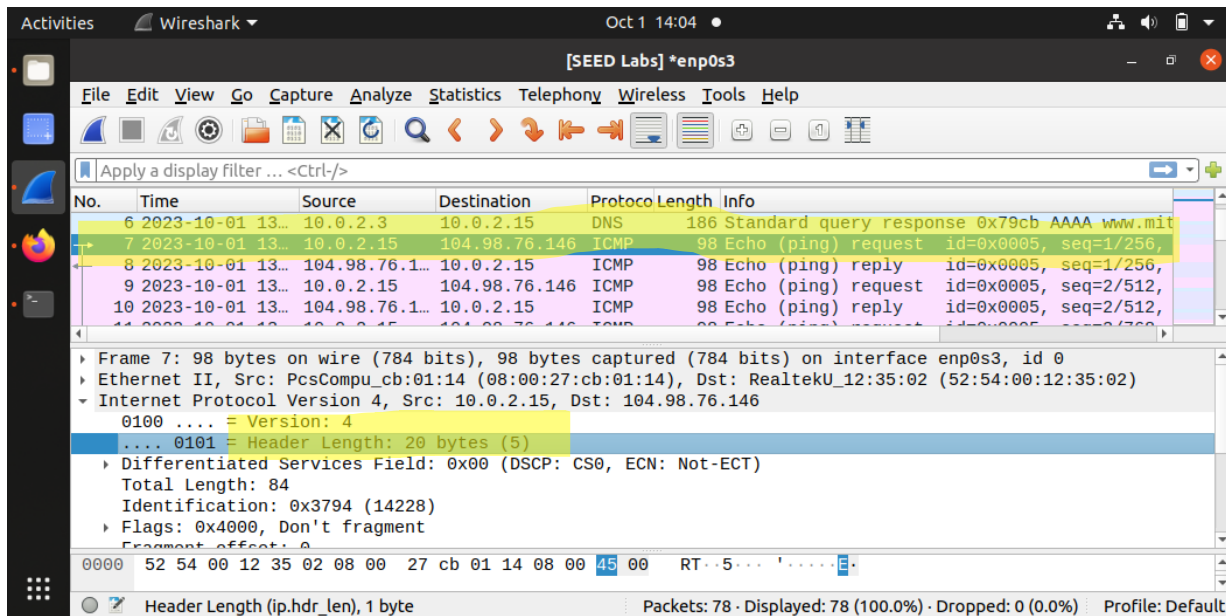 Activities Wireshark Oct 1 14:04
[SEED Labs] *enp0s3
File Edit View Go Capture Analyze Statistics Telephony Wireless Tools Help
Apply a display filter … <Ctrl-/>
No. Time Source Destination Protoco Length Info
6 2023-10-01 13… 10.0.2.3 10.0.2.15 DNS 186 Standard query response 0x79cb AAAA www.mit
7 2023-10-01 13… 10.0.2.15 104.98.76.146 ICMP 98 Echo (ping) request id=0x0005, seq=1/256,
8 2023-10-01 13… 104.98.76.1… 10.0.2.15 ICMP 98 Echo (ping) reply id=0x0005, seq=1/256,
9 2023-10-01 13… 10.0.2.15 104.98.76.146 ICMP 98 Echo (ping) request id=0x0005, seq=2/512,
10 2023-10-01 13… 104.98.76.1… 10.0.2.15 ICMP 98 Echo (ping) reply id=0x0005, seq=2/512,
Frame 7: 98 bytes on wire (784 bits), 98 bytes captured (784 bits) on interface enp0s3, id 0
Ethernet II, Src: PcsCompu_cb:01:14 (08:00:27:cb:01:14), Dst: RealtekU_12:35:02 (52:54:00:12:35:02)
Internet Protocol Version 4, Src: 10.0.2.15, Dst: 104.98.76.146
0100 .... = Version: 4
.... 0101 = Header Length: 20 bytes (5)
Differentiated Services Field: 0x00 (DSCP: CS0, ECN: Not-ECT)
Total Length: 84
Identification: 0x3794 (14228)
Flags: 0x4000, Don't fragment
Fragment offset: 0
0000 52 54 00 12 35 02 08 00 27 cb 01 14 08 00 45 00 RT··5··· '·····E·
Header Length (ip.hdr_len), 1 byte Packets: 78 · Displayed: 78 (100.0%) · Dropped: 0 (0.0%) Profile: Default